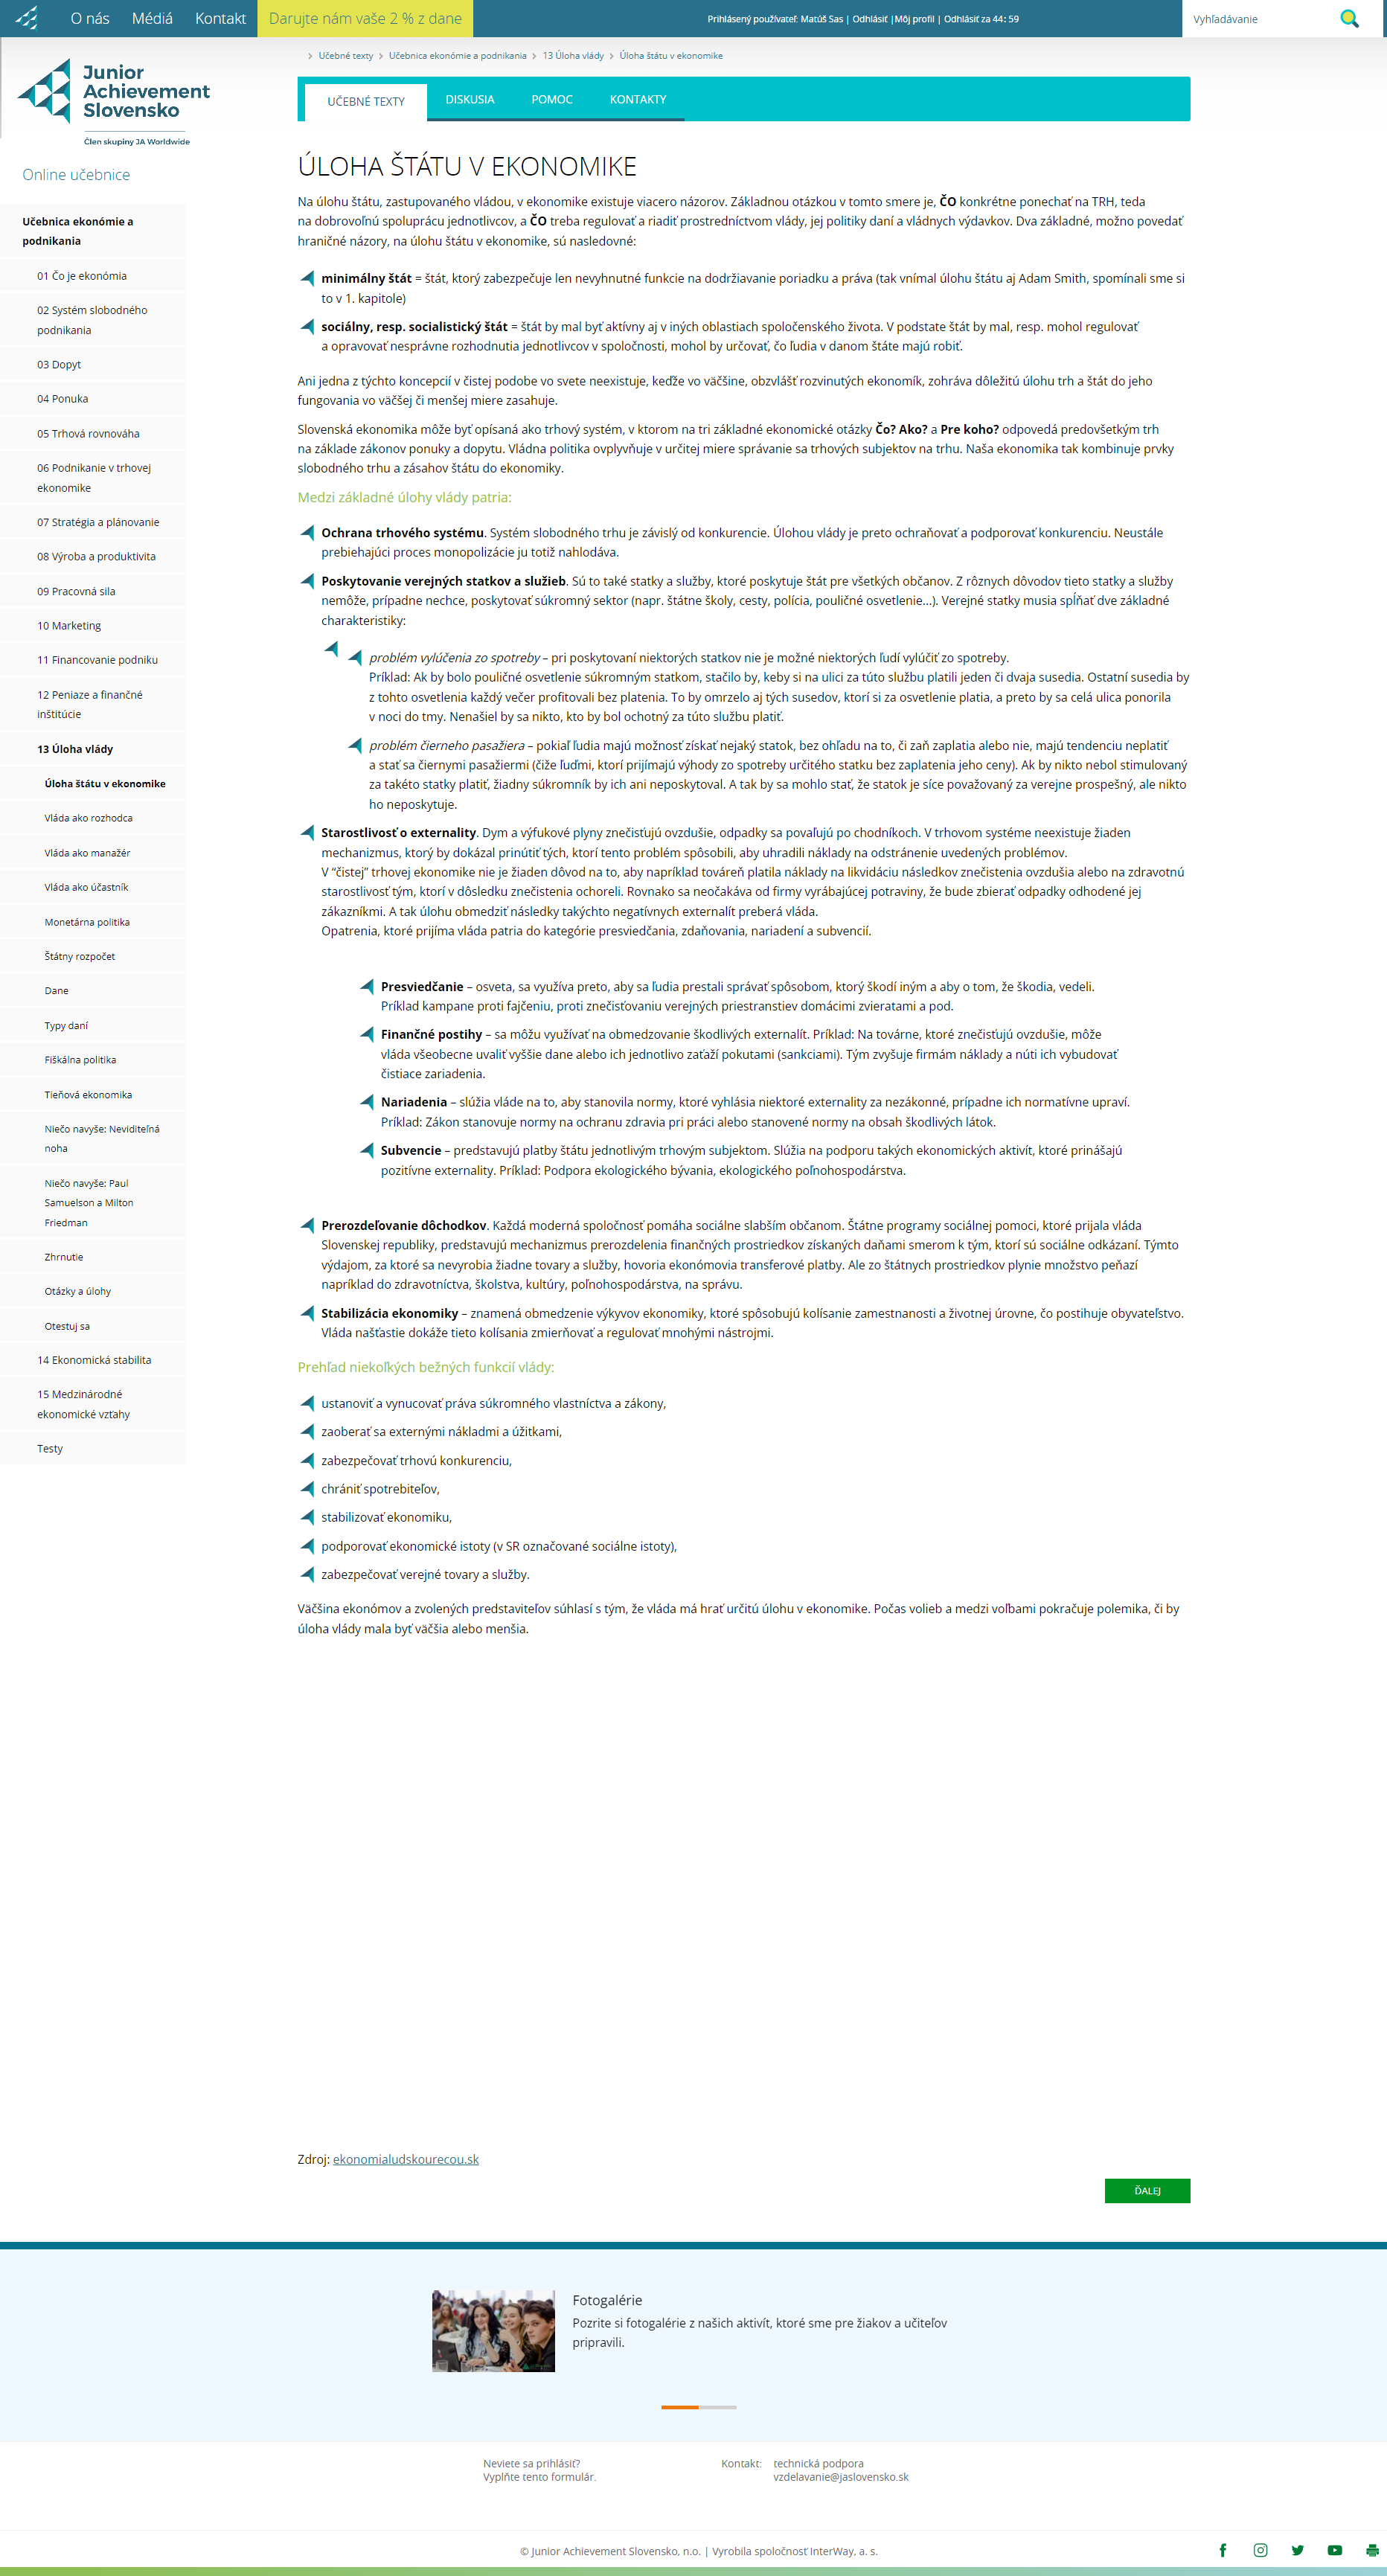 O nás Médiá Kontakt Darujte nám vaše 2 % z dane Prihlásený používateľ: Matúš Sas | Odhlásiť |Môj profil | Odhlásiť za 44: 59 Vyhľadávanie
Učebné texty Učebnica ekonómie a podnikania 13 Úloha vlády Úloha štátu v ekonomike
Junior
Achievement
Slovensko
Člen skupiny JA Worldwide
UČEBNÉ TEXTY DISKUSIA POMOC KONTAKTY
Online učebnice
Učebnica ekonómie a
podnikania
01 Čo je ekonómia
02 Systém slobodného
podnikania
03 Dopyt
04 Ponuka
05 Trhová rovnováha
06 Podnikanie v trhovej
ekonomike
07 Stratégia a plánovanie
08 Výroba a produktivita
09 Pracovná sila
10 Marketing
11 Financovanie podniku
12 Peniaze a finančné
inštitúcie
13 Úloha vlády
Úloha štátu v ekonomike
Vláda ako rozhodca
Vláda ako manažér
Vláda ako účastník
Monetárna politika
Štátny rozpočet
Dane
Typy daní
Fiškálna politika
Tieňová ekonomika
Niečo navyše: Neviditeľná
noha
Niečo navyše: Paul
Samuelson a Milton
Friedman
Zhrnutie
Otázky a úlohy
Otestuj sa
14 Ekonomická stabilita
15 Medzinárodné
ekonomické vzťahy
Testy
ÚLOHA ŠTÁTU V EKONOMIKE
Na úlohu štátu, zastupovaného vládou, v ekonomike existuje viacero názorov. Základnou otázkou v tomto smere je, ČO konkrétne ponechať na TRH, teda
na dobrovoľnú spoluprácu jednotlivcov, a ČO treba regulovať a riadiť prostredníctvom vlády, jej politiky daní a vládnych výdavkov. Dva základné, možno povedať
hraničné názory, na úlohu štátu v ekonomike, sú nasledovné:
minimálny štát = štát, ktorý zabezpečuje len nevyhnutné funkcie na dodržiavanie poriadku a práva (tak vnímal úlohu štátu aj Adam Smith, spomínali sme si
to v 1. kapitole)
sociálny, resp. socialistický štát = štát by mal byť aktívny aj v iných oblastiach spoločenského života. V podstate štát by mal, resp. mohol regulovať
a opravovať nesprávne rozhodnutia jednotlivcov v spoločnosti, mohol by určovať, čo ľudia v danom štáte majú robiť.
Ani jedna z týchto koncepcií v čistej podobe vo svete neexistuje, keďže vo väčšine, obzvlášť rozvinutých ekonomík, zohráva dôležitú úlohu trh a štát do jeho
fungovania vo väčšej či menšej miere zasahuje.
Slovenská ekonomika môže byť opísaná ako trhový systém, v ktorom na tri základné ekonomické otázky Čo? Ako? a Pre koho? odpovedá predovšetkým trh
na základe zákonov ponuky a dopytu. Vládna politika ovplyvňuje v určitej miere správanie sa trhových subjektov na trhu. Naša ekonomika tak kombinuje prvky
slobodného trhu a zásahov štátu do ekonomiky.
Medzi základné úlohy vlády patria:
Ochrana trhového systému. Systém slobodného trhu je závislý od konkurencie. Úlohou vlády je preto ochraňovať a podporovať konkurenciu. Neustále
prebiehajúci proces monopolizácie ju totiž nahlodáva.
Poskytovanie verejných statkov a služieb. Sú to také statky a služby, ktoré poskytuje štát pre všetkých občanov. Z rôznych dôvodov tieto statky a služby
nemôže, prípadne nechce, poskytovať súkromný sektor (napr. štátne školy, cesty, polícia, pouličné osvetlenie...). Verejné statky musia spĺňať dve základné
charakteristiky:
problém vylúčenia zo spotreby – pri poskytovaní niektorých statkov nie je možné niektorých ľudí vylúčiť zo spotreby.
Príklad: Ak by bolo pouličné osvetlenie súkromným statkom, stačilo by, keby si na ulici za túto službu platili jeden či dvaja susedia. Ostatní susedia by
z tohto osvetlenia každý večer profitovali bez platenia. To by omrzelo aj tých susedov, ktorí si za osvetlenie platia, a preto by sa celá ulica ponorila
v noci do tmy. Nenašiel by sa nikto, kto by bol ochotný za túto službu platiť.
problém čierneho pasažiera – pokiaľ ľudia majú možnosť získať nejaký statok, bez ohľadu na to, či zaň zaplatia alebo nie, majú tendenciu neplatiť
a stať sa čiernymi pasažiermi (čiže ľuďmi, ktorí prijímajú výhody zo spotreby určitého statku bez zaplatenia jeho ceny). Ak by nikto nebol stimulovaný
za takéto statky platiť, žiadny súkromník by ich ani neposkytoval. A tak by sa mohlo stať, že statok je síce považovaný za verejne prospešný, ale nikto
ho neposkytuje.
Starostlivosť o externality. Dym a výfukové plyny znečisťujú ovzdušie, odpadky sa povaľujú po chodníkoch. V trhovom systéme neexistuje žiaden
mechanizmus, ktorý by dokázal prinútiť tých, ktorí tento problém spôsobili, aby uhradili náklady na odstránenie uvedených problémov.
V "čistej" trhovej ekonomike nie je žiaden dôvod na to, aby napríklad továreň platila náklady na likvidáciu následkov znečistenia ovzdušia alebo na zdravotnú
starostlivosť tým, ktorí v dôsledku znečistenia ochoreli. Rovnako sa neočakáva od firmy vyrábajúcej potraviny, že bude zbierať odpadky odhodené jej
zákazníkmi. A tak úlohu obmedziť následky takýchto negatívnych externalít preberá vláda.
Opatrenia, ktoré prijíma vláda patria do kategórie presviedčania, zdaňovania, nariadení a subvencií.
Presviedčanie – osveta, sa využíva preto, aby sa ľudia prestali správať spôsobom, ktorý škodí iným a aby o tom, že škodia, vedeli.
Príklad kampane proti fajčeniu, proti znečisťovaniu verejných priestranstiev domácimi zvieratami a pod.
Finančné postihy – sa môžu využívať na obmedzovanie škodlivých externalít. Príklad: Na továrne, ktoré znečisťujú ovzdušie, môže
vláda všeobecne uvaliť vyššie dane alebo ich jednotlivo zaťaží pokutami (sankciami). Tým zvyšuje firmám náklady a núti ich vybudovať
čistiace zariadenia.
Nariadenia – slúžia vláde na to, aby stanovila normy, ktoré vyhlásia niektoré externality za nezákonné, prípadne ich normatívne upraví.
Príklad: Zákon stanovuje normy na ochranu zdravia pri práci alebo stanovené normy na obsah škodlivých látok.
Subvencie – predstavujú platby štátu jednotlivým trhovým subjektom. Slúžia na podporu takých ekonomických aktivít, ktoré prinášajú
pozitívne externality. Príklad: Podpora ekologického bývania, ekologického poľnohospodárstva.
Prerozdeľovanie dôchodkov. Každá moderná spoločnosť pomáha sociálne slabším občanom. Štátne programy sociálnej pomoci, ktoré prijala vláda
Slovenskej republiky, predstavujú mechanizmus prerozdelenia finančných prostriedkov získaných daňami smerom k tým, ktorí sú sociálne odkázaní. Týmto
výdajom, za ktoré sa nevyrobia žiadne tovary a služby, hovoria ekonómovia transferové platby. Ale zo štátnych prostriedkov plynie množstvo peňazí
napríklad do zdravotníctva, školstva, kultúry, poľnohospodárstva, na správu.
Stabilizácia ekonomiky – znamená obmedzenie výkyvov ekonomiky, ktoré spôsobujú kolísanie zamestnanosti a životnej úrovne, čo postihuje obyvateľstvo.
Vláda našťastie dokáže tieto kolísania zmierňovať a regulovať mnohými nástrojmi.
Prehľad niekoľkých bežných funkcií vlády:
ustanoviť a vynucovať práva súkromného vlastníctva a zákony,
zaoberať sa externými nákladmi a úžitkami,
zabezpečovať trhovú konkurenciu,
chrániť spotrebiteľov,
stabilizovať ekonomiku,
podporovať ekonomické istoty (v SR označované sociálne istoty),
zabezpečovať verejné tovary a služby.
Väčšina ekonómov a zvolených predstaviteľov súhlasí s tým, že vláda má hrať určitú úlohu v ekonomike. Počas volieb a medzi voľbami pokračuje polemika, či by
úloha vlády mala byť väčšia alebo menšia.
Zdroj: ekonomialudskourecou.sk
ĎALEJ
Fotogalérie
Pozrite si fotogalérie z našich aktivít, ktoré sme pre žiakov a učiteľov
pripravili.
Neviete sa prihlásiť? Kontakt: technická podpora
Vyplňte tento formulár. vzdelavanie@jaslovensko.sk
© Junior Achievement Slovensko, n.o. | Vyrobila spoločnosť InterWay, a. s.